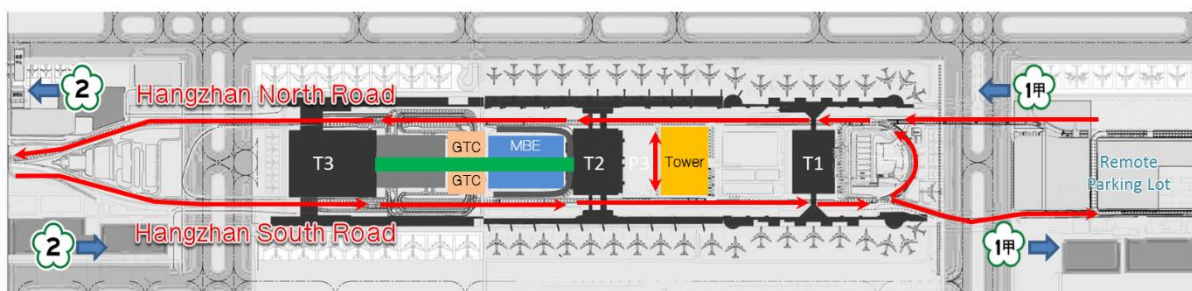 2
Hangzhan North Road
1甲
T3
GTC
GTC
MBE
T2
P3
Tower
T1
Remote
Parking Lot
2
Hangzhan South Road
1甲